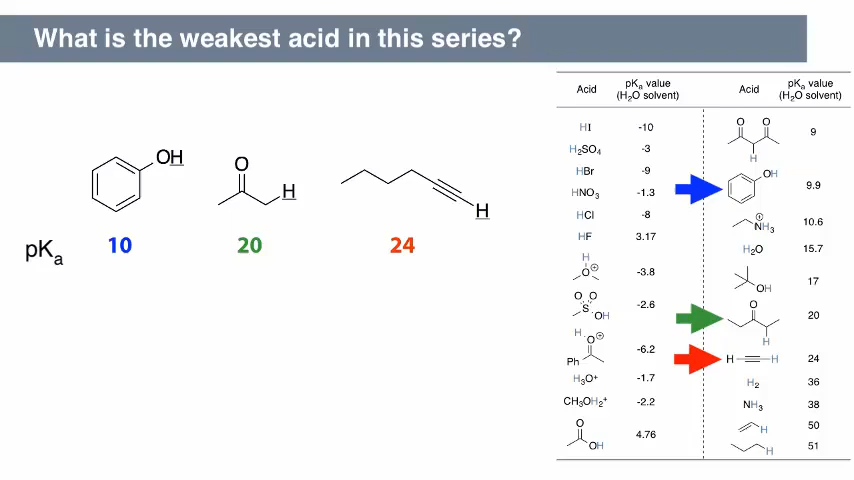 What is the weakest acid in this series?
OH
O
H
H
pKa 10 20 24
Acid pKa value (H2O solvent) Acid pKa value (H2O solvent)
HI -10
H2SO4 -3
HBr -9
HNO3 -1.3
HCl -8
HF 3.17
H O ⊕ -3.8
O O S OH -2.6
H O ⊕ Ph -6.2
H3O+ -1.7
CH3OH2+ -2.2
O OH 4.76
O O H 9
OH 9.9
NH3 ⊕ 10.6
H2O 15.7
OH 17
O H 20
H H 24
H2 36
NH3 38
H 50
H 51